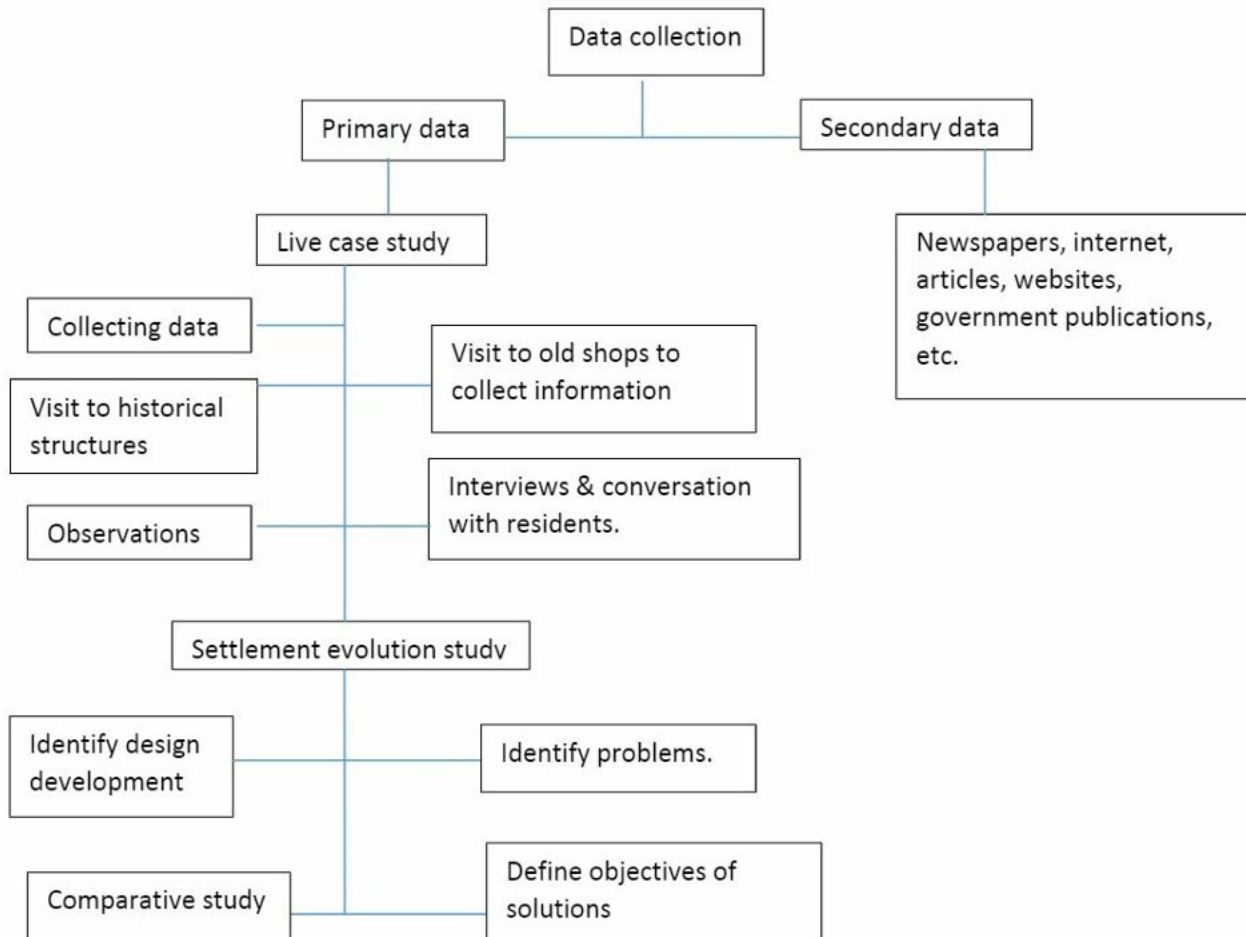 Data collection
Primary data
Secondary data
Live case study
Newspapers, internet,
articles, websites,
government publications,
etc.
Collecting data
Visit to old shops to
collect information
Visit to historical
structures
Interviews & conversation
with residents.
Observations
Settlement evolution study
Identify design
development
Identify problems.
Comparative study
Define objectives of
solutions